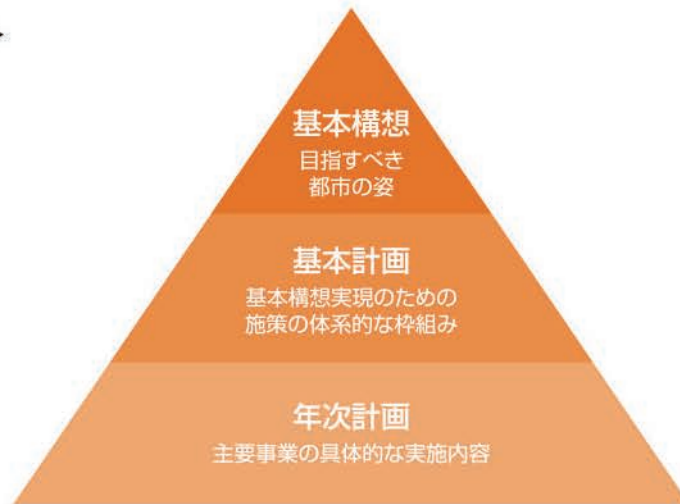 基本構想
目指すべき
都市の姿
基本計画
基本構想実現のための
施策の体系的な枠組み
年次計画
主要事業の具体的な実施内容